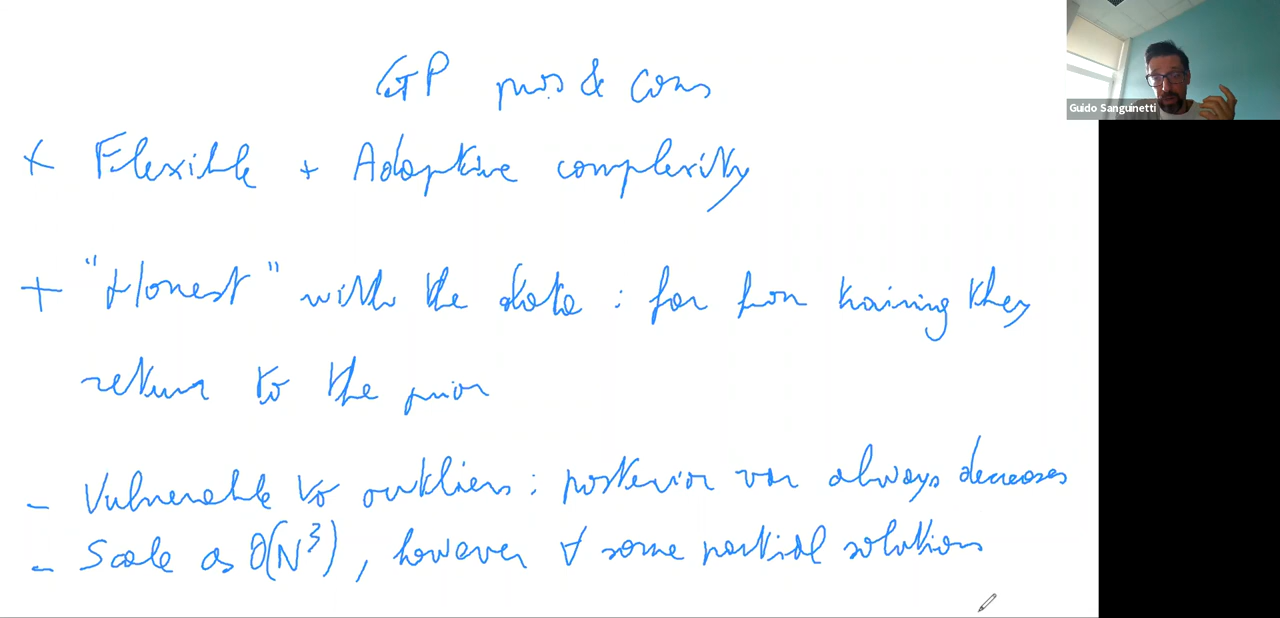 GP pros & cons
Guido Sanguinetti
+ Flexible + Adaptive complexity
+ "Honest" with the data : far from training they
return to the prior
- Vulnerable to outliers : posterior var always decreases
- Scale as O(N³), however ∀ some partial solutions